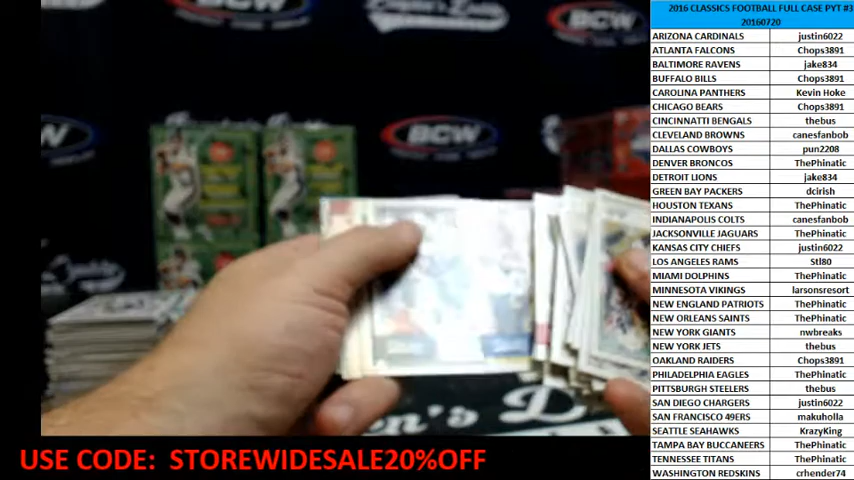 2016 CLASSICS FOOTBALL FULL CASE PYT #3
20160720
ARIZONA CARDINALS justin6022
ATLANTA FALCONS Chops3891
BALTIMORE RAVENS jake834
BUFFALO BILLS Chops3891
CAROLINA PANTHERS Kevin Hoke
CHICAGO BEARS Chops3891
CINCINNATI BENGALS thebus
CLEVELAND BROWNS canesfanbob
DALLAS COWBOYS pun2208
DENVER BRONCOS ThePhinatic
DETROIT LIONS jake834
GREEN BAY PACKERS dcirish
HOUSTON TEXANS ThePhinatic
INDIANAPOLIS COLTS canesfanbob
JACKSONVILLE JAGUARS ThePhinatic
KANSAS CITY CHIEFS justin6022
LOS ANGELES RAMS Stl80
MIAMI DOLPHINS ThePhinatic
MINNESOTA VIKINGS larsonsresort
NEW ENGLAND PATRIOTS ThePhinatic
NEW ORLEANS SAINTS ThePhinatic
NEW YORK GIANTS nwbreaks
NEW YORK JETS thebus
OAKLAND RAIDERS Chops3891
PHILADELPHIA EAGLES ThePhinatic
PITTSBURGH STEELERS thebus
SAN DIEGO CHARGERS justin6022
SAN FRANCISCO 49ERS makuholla
SEATTLE SEAHAWKS KrazyKing
TAMPA BAY BUCCANEERS ThePhinatic
TENNESSEE TITANS ThePhinatic
WASHINGTON REDSKINS crhender74
BCW
BCW
USE CODE: STOREWIDESALE20%OFF